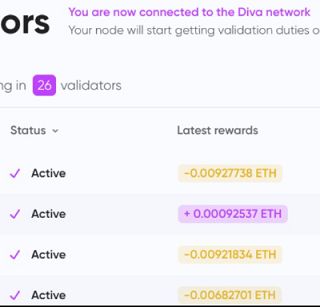 ors
You are now connected to the Diva network
Your node will start getting validation duties o
ng in 26 validators
Status Latest rewards
Active -0.00927738 ETH
Active + 0.00092537 ETH
Active -0.00921834 ETH
Active -0.00682701 ETH